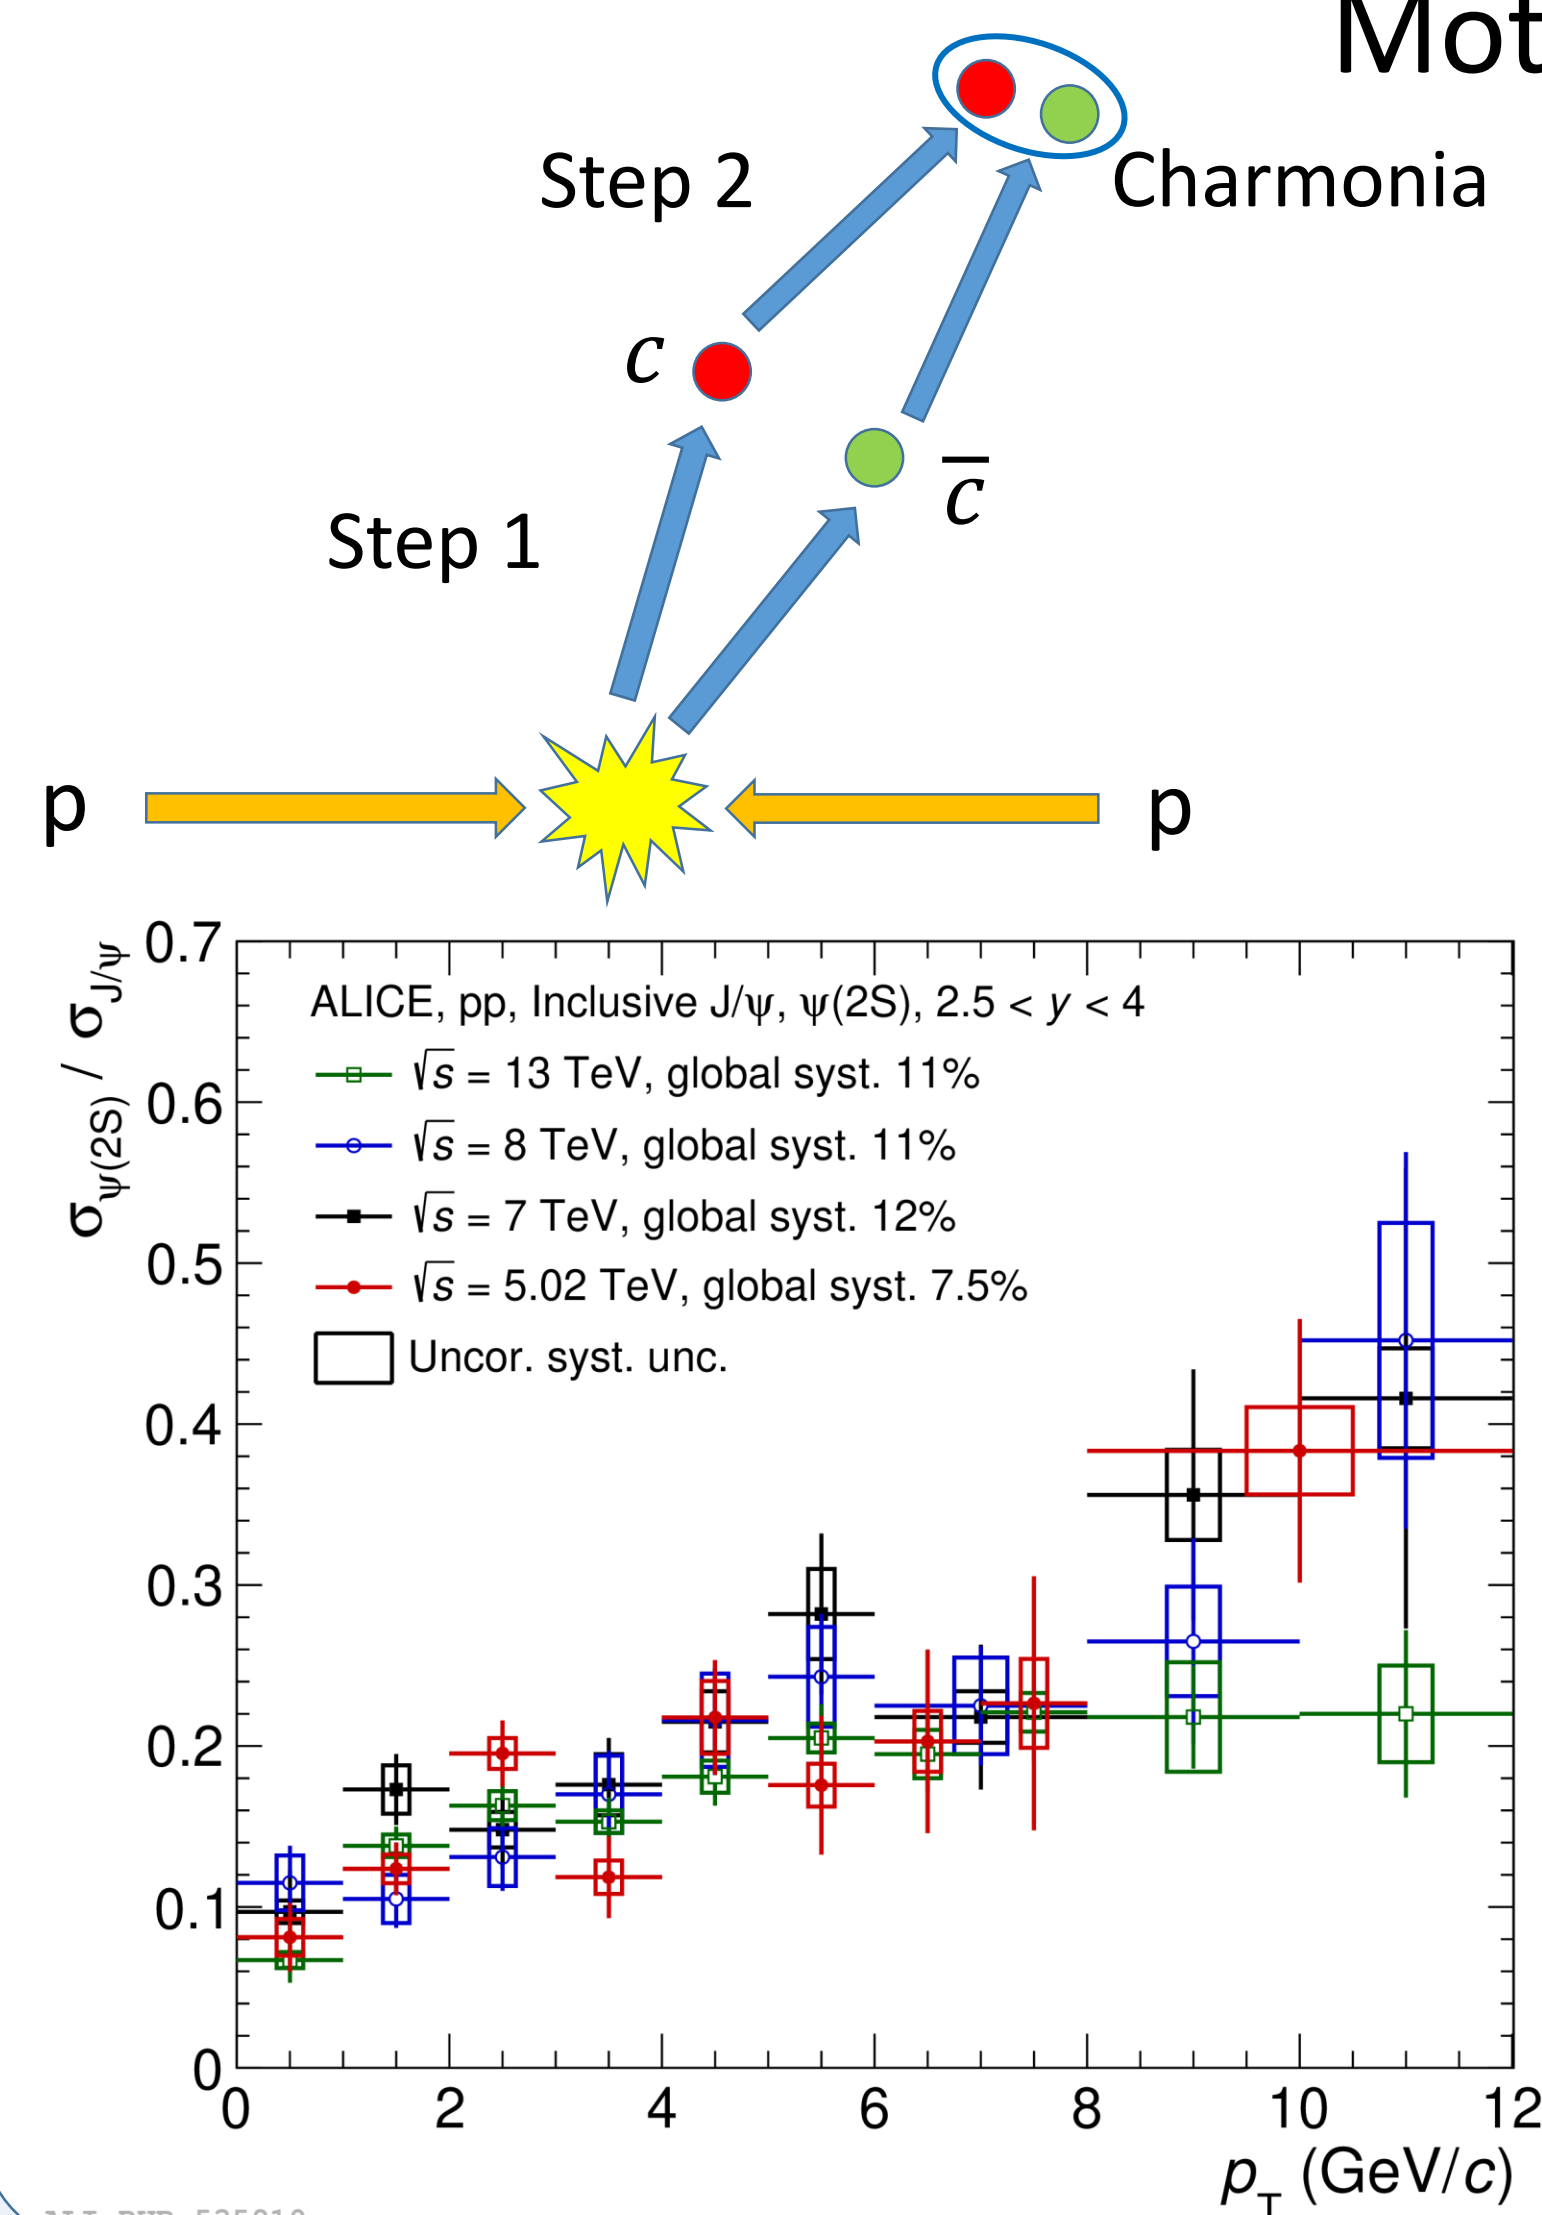 Mot
Step 2
Charmonia
c
c̅
Step 1
p
p
σψ(2S) / σJ/ψ
0.7
0.6
0.5
0.4
0.3
0.2
0.1
0
ALICE, pp, Inclusive J/ψ, ψ(2S), 2.5 < y < 4
√s = 13 TeV, global syst. 11%
√s = 8 TeV, global syst. 11%
√s = 7 TeV, global syst. 12%
√s = 5.02 TeV, global syst. 7.5%
Uncor. syst. unc.
0 2 4 6 8 10 12
pT (GeV/c)